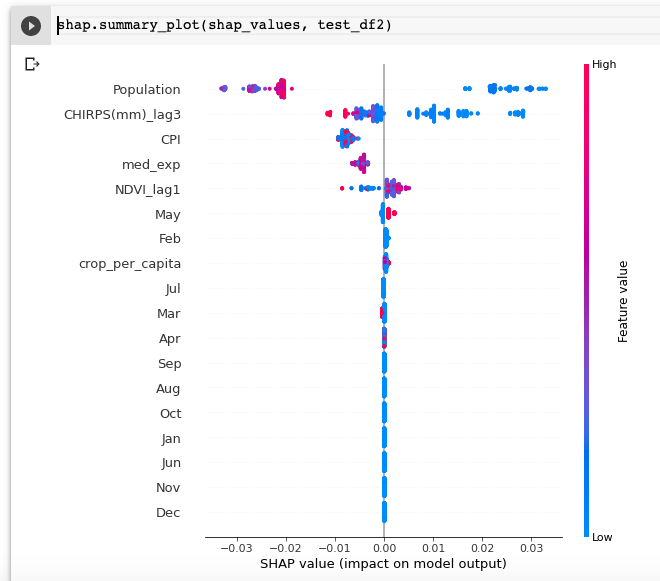 shap.summary_plot(shap_values, test_df2)
High
Population
CHIRPS(mm)_lag3
CPI
med_exp
NDVI_lag1
May
Feb
crop_per_capita
Jul
Mar
Apr
Sep
Aug
Oct
Jan
Jun
Nov
Dec
Feature value
Low
−0.03 −0.02 −0.01 0.00 0.01 0.02 0.03
SHAP value (impact on model output)